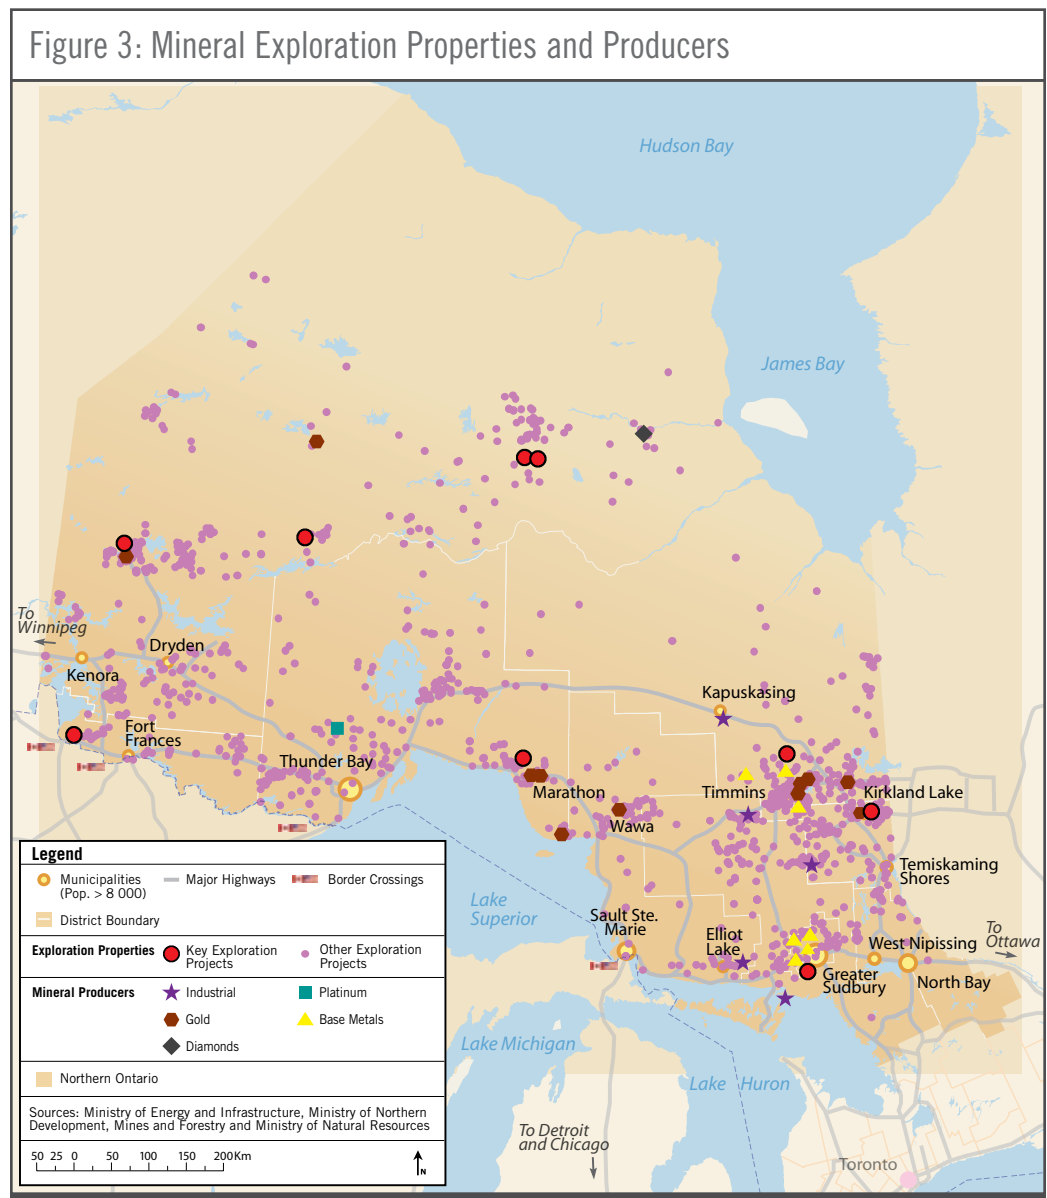 Figure 3: Mineral Exploration Properties and Producers
Hudson Bay
James Bay
To
Winnipeg
Dryden
Kenora
Kapuskasing
Fort
Frances
Thunder Bay
Marathon
Timmins
Kirkland Lake
Wawa
Temiskaming
Shores
Lake
Superior
Sault Ste.
Marie
Elliot
Lake
West Nipissing
To
Ottawa
Greater
Sudbury
North Bay
Lake Michigan
Lake Huron
To Detroit
and Chicago
Toronto
Legend
Municipalities
(Pop. > 8 000)
Major Highways
Border Crossings
District Boundary
Exploration Properties
Key Exploration
Projects
Other Exploration
Projects
Mineral Producers
Industrial
Platinum
Gold
Base Metals
Diamonds
Northern Ontario
Sources: Ministry of Energy and Infrastructure, Ministry of Northern
Development, Mines and Forestry and Ministry of Natural Resources
50 25 0 50 100 150 200Km
N